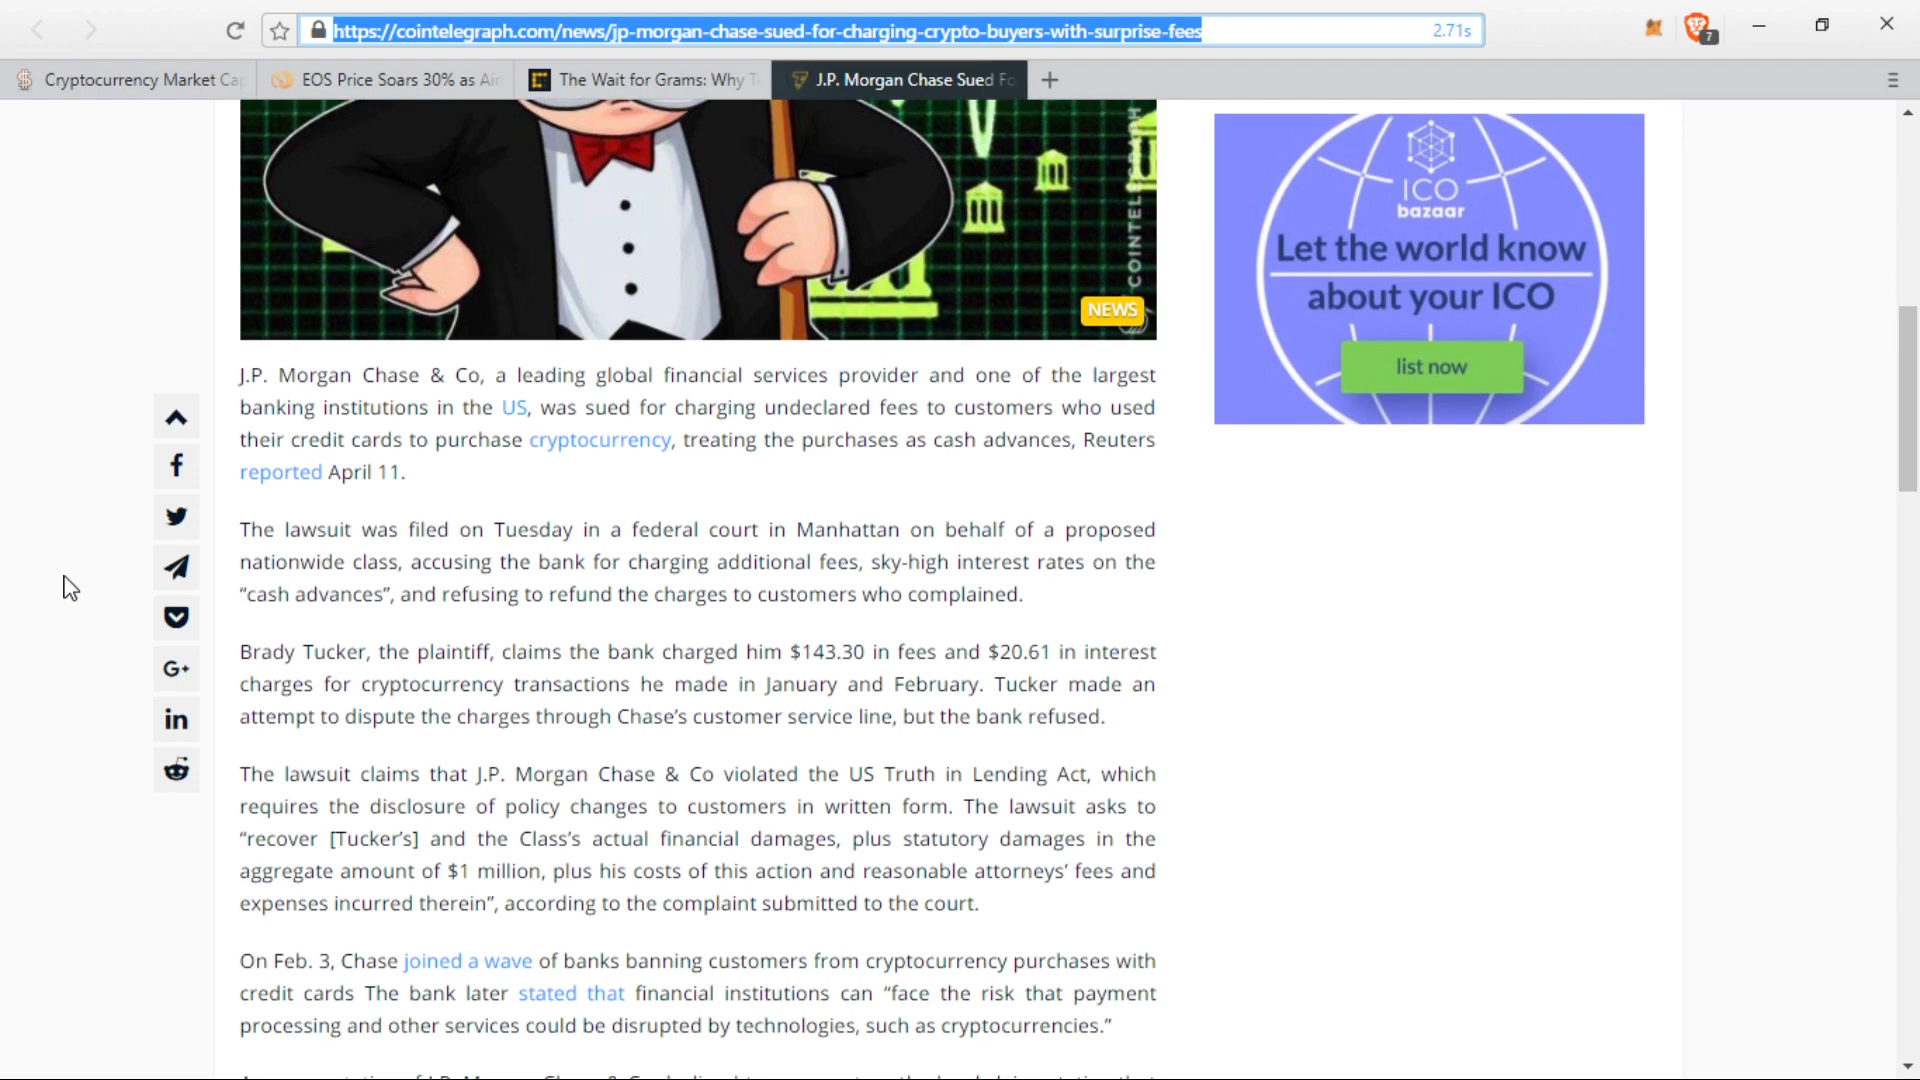 https://cointelegraph.com/news/jp-morgan-chase-sued-for-charging-crypto-buyers-with-surprise-fees
2.71s
7
Cryptocurrency Market Cap
EOS Price Soars 30% as Air
The Wait for Grams: Why T
J.P. Morgan Chase Sued Fo
COINTELEGRAPH
NEWS
ICO
bazaar
Let the world know
about your ICO
list now
J.P. Morgan Chase & Co, a leading global financial services provider and one of the largest
banking institutions in the US, was sued for charging undeclared fees to customers who used
their credit cards to purchase cryptocurrency, treating the purchases as cash advances, Reuters
reported April 11.
The lawsuit was filed on Tuesday in a federal court in Manhattan on behalf of a proposed
nationwide class, accusing the bank for charging additional fees, sky-high interest rates on the
“cash advances”, and refusing to refund the charges to customers who complained.
Brady Tucker, the plaintiff, claims the bank charged him $143.30 in fees and $20.61 in interest
charges for cryptocurrency transactions he made in January and February. Tucker made an
attempt to dispute the charges through Chase’s customer service line, but the bank refused.
The lawsuit claims that J.P. Morgan Chase & Co violated the US Truth in Lending Act, which
requires the disclosure of policy changes to customers in written form. The lawsuit asks to
“recover [Tucker’s] and the Class’s actual financial damages, plus statutory damages in the
aggregate amount of $1 million, plus his costs of this action and reasonable attorneys’ fees and
expenses incurred therein”, according to the complaint submitted to the court.
On Feb. 3, Chase joined a wave of banks banning customers from cryptocurrency purchases with
credit cards The bank later stated that financial institutions can “face the risk that payment
processing and other services could be disrupted by technologies, such as cryptocurrencies.”